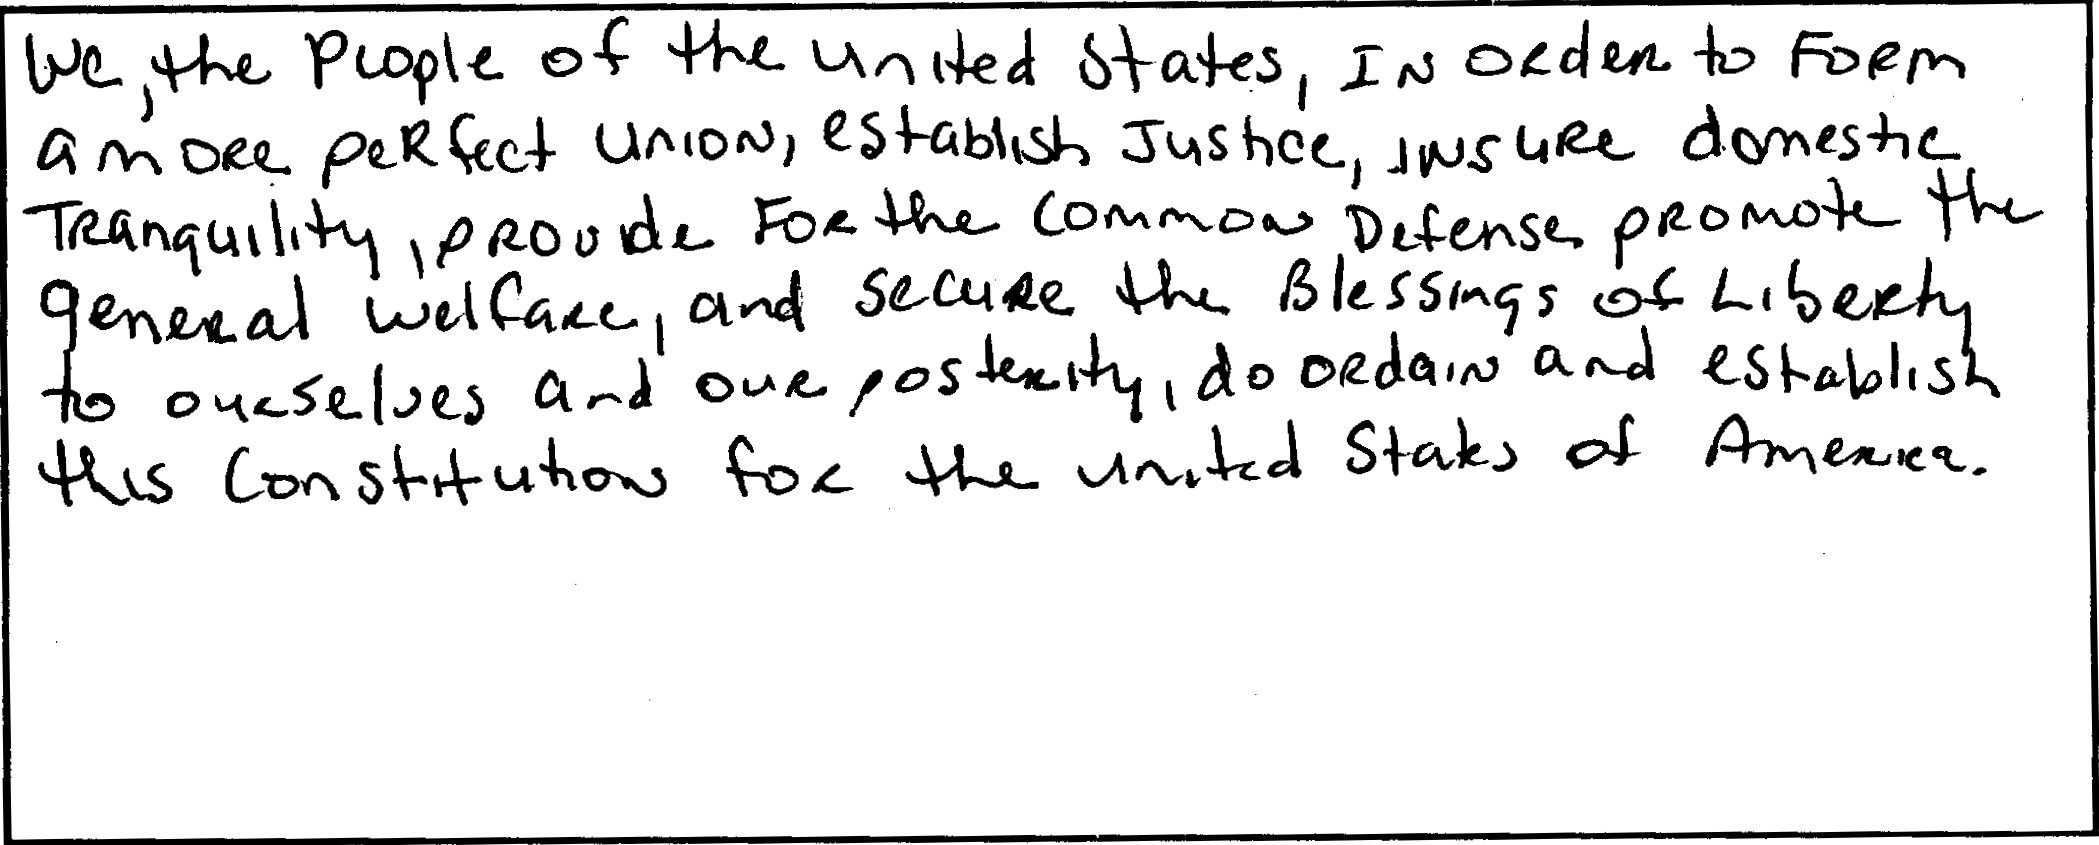 We, the People of the United States, In order to Form
a more perfect Union, establish Justice, insure domestic
Tranquility, provide For the Common Defense promote the
general welfare, and secure the Blessings of Liberty
to ourselves and our posterity, do ordain and establish
this Constitution for the United States of America.